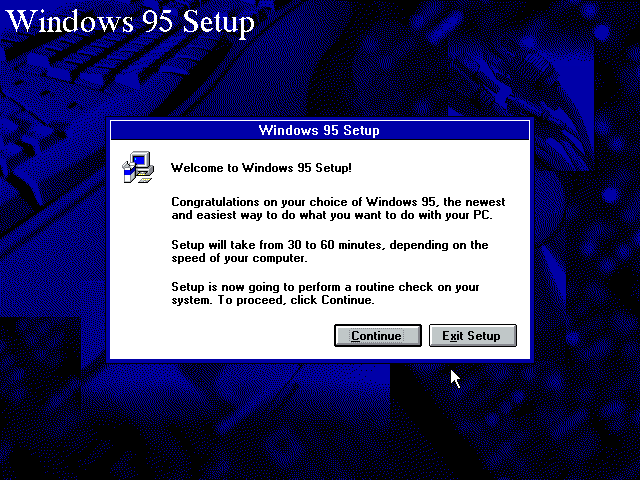 Windows 95 Setup
Windows 95 Setup
Welcome to Windows 95 Setup!
Congratulations on your choice of Windows 95, the newest
and easiest way to do what you want to do with your PC.
Setup will take from 30 to 60 minutes, depending on the
speed of your computer.
Setup is now going to perform a routine check on your
system. To proceed, click Continue.
Continue
Exit Setup